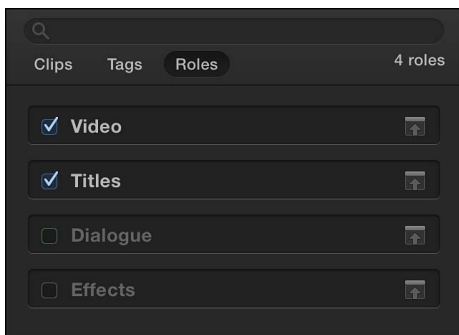 Clips Tags Roles 4 roles
Video
Titles
Dialogue
Effects